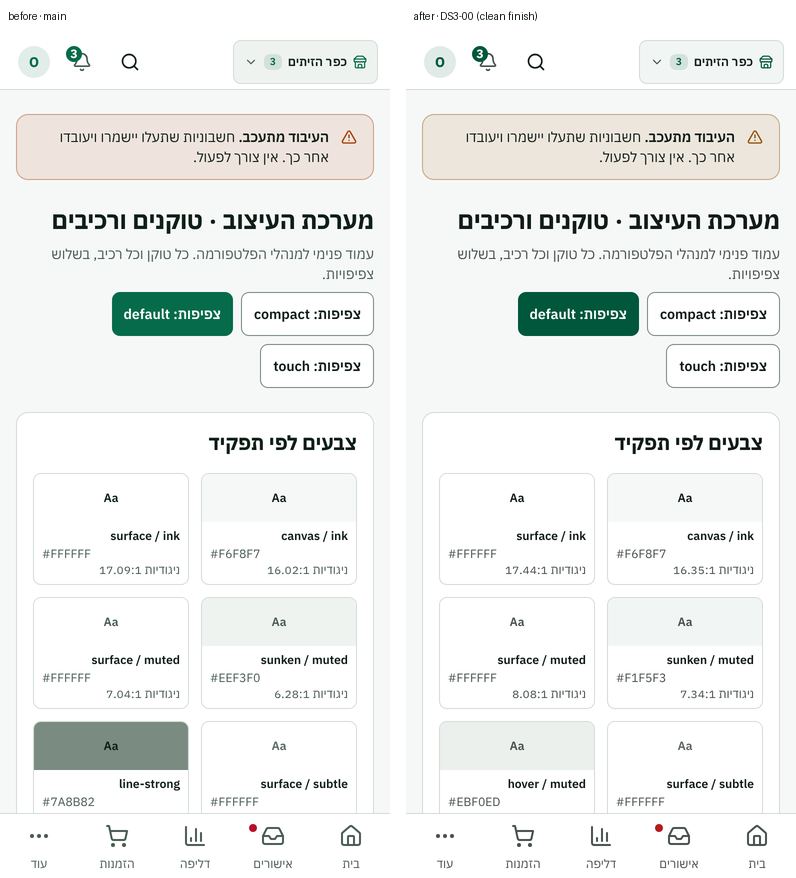 before · main
כפר הזיתים 3
3
O
העיבוד מתעכב. חשבוניות שתעלו יישמרו ויעובדו
אחר כך. אין צורך לפעול.
מערכת העיצוב · טוקנים ורכיבים
עמוד פנימי למנהלי הפלטפורמה. כל טוקן וכל רכיב, בשלוש
צפיפויות.
צפיפות: compact
צפיפות: default
צפיפות: touch
צבעים לפי תפקיד
Aa
canvas / ink
#F6F8F7
ניגודיות 16.02:1
Aa
surface / ink
#FFFFFF
ניגודיות 17.09:1
Aa
sunken / muted
#EEF3F0
ניגודיות 6.28:1
Aa
surface / muted
#FFFFFF
ניגודיות 7.04:1
Aa
surface / subtle
#FFFFFF
Aa
line-strong
#7A8B82
בית
אישורים
דליפה
הזמנות
עוד
after · DS3-00 (clean finish)
כפר הזיתים 3
3
O
העיבוד מתעכב. חשבוניות שתעלו יישמרו ויעובדו
אחר כך. אין צורך לפעול.
מערכת העיצוב · טוקנים ורכיבים
עמוד פנימי למנהלי הפלטפורמה. כל טוקן וכל רכיב, בשלוש
צפיפויות.
צפיפות: compact
צפיפות: default
צפיפות: touch
צבעים לפי תפקיד
Aa
canvas / ink
#F6F8F7
ניגודיות 16.35:1
Aa
surface / ink
#FFFFFF
ניגודיות 17.44:1
Aa
sunken / muted
#F1F5F3
ניגודיות 7.34:1
Aa
surface / muted
#FFFFFF
ניגודיות 8.08:1
Aa
surface / subtle
#FFFFFF
Aa
hover / muted
#EBF0ED
בית
אישורים
דליפה
הזמנות
עוד